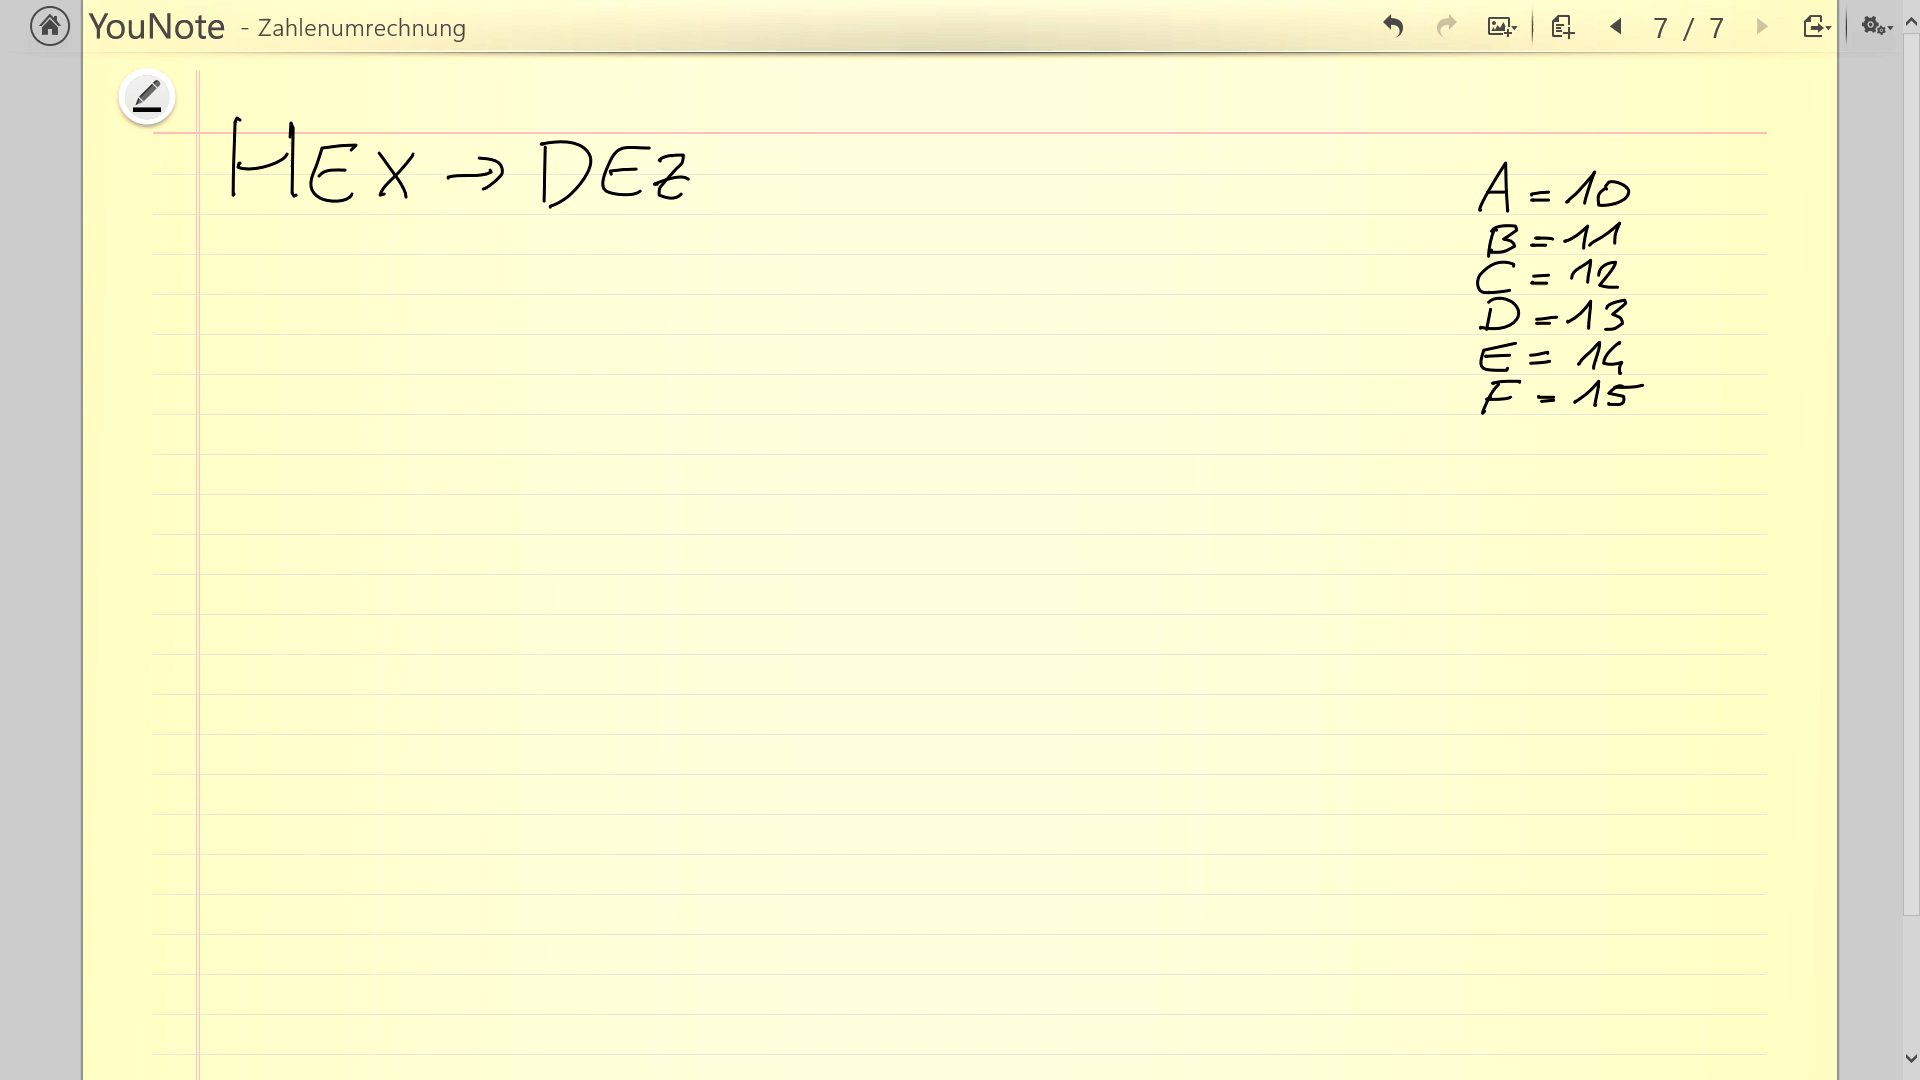 YouNote - Zahlenumrechnung
7 / 7
HEX → DEZ
A = 10
B = 11
C = 12
D = 13
E = 14
F = 15